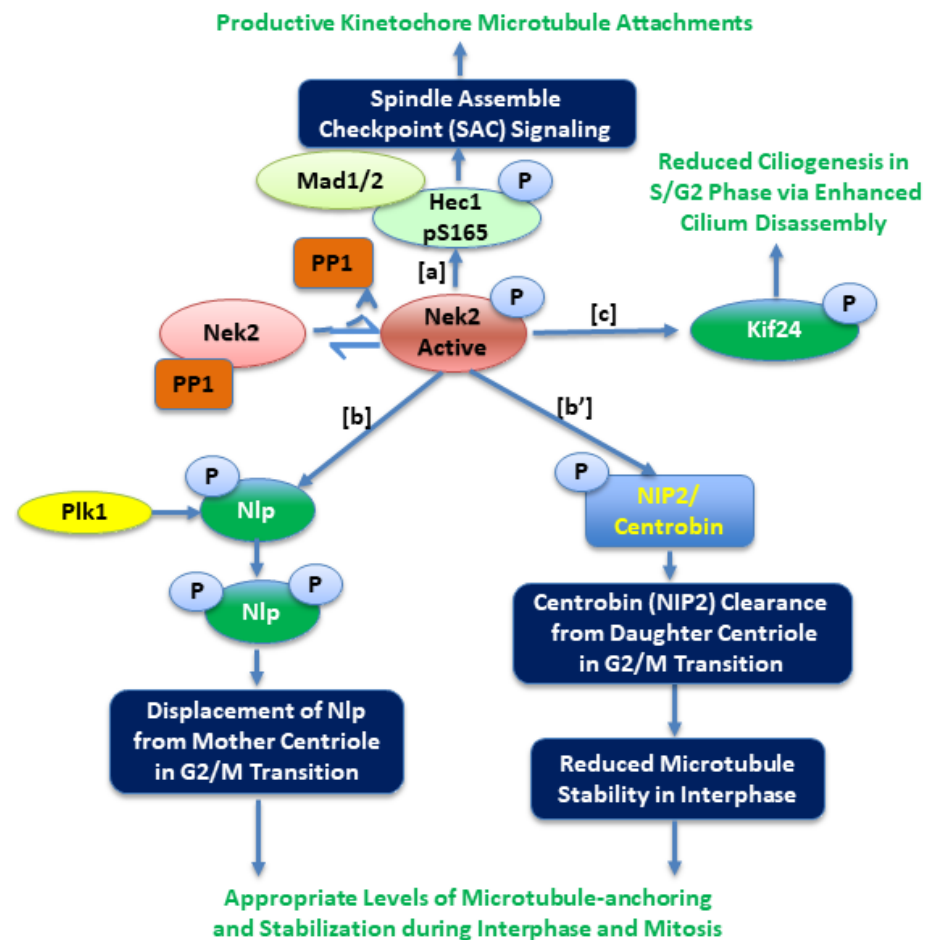 Productive Kinetochore Microtubule Attachments
Spindle Assemble
Checkpoint (SAC) Signaling
Mad1/2
P
Hec1
pS165
Reduced Ciliogenesis in
S/G2 Phase via Enhanced
Cilium Disassembly
PP1
[a]
P
Nek2
Nek2
Active
[c]
P
Kif24
PP1
[b]
[b’]
P
Nlp
Plk1
P
NIP2/
Centrobin
P
P
Nlp
Centrobin (NIP2) Clearance
from Daughter Centriole
in G2/M Transition
Displacement of Nlp
from Mother Centriole
in G2/M Transition
Reduced Microtubule
Stability in Interphase
Appropriate Levels of Microtubule-anchoring
and Stabilization during Interphase and Mitosis